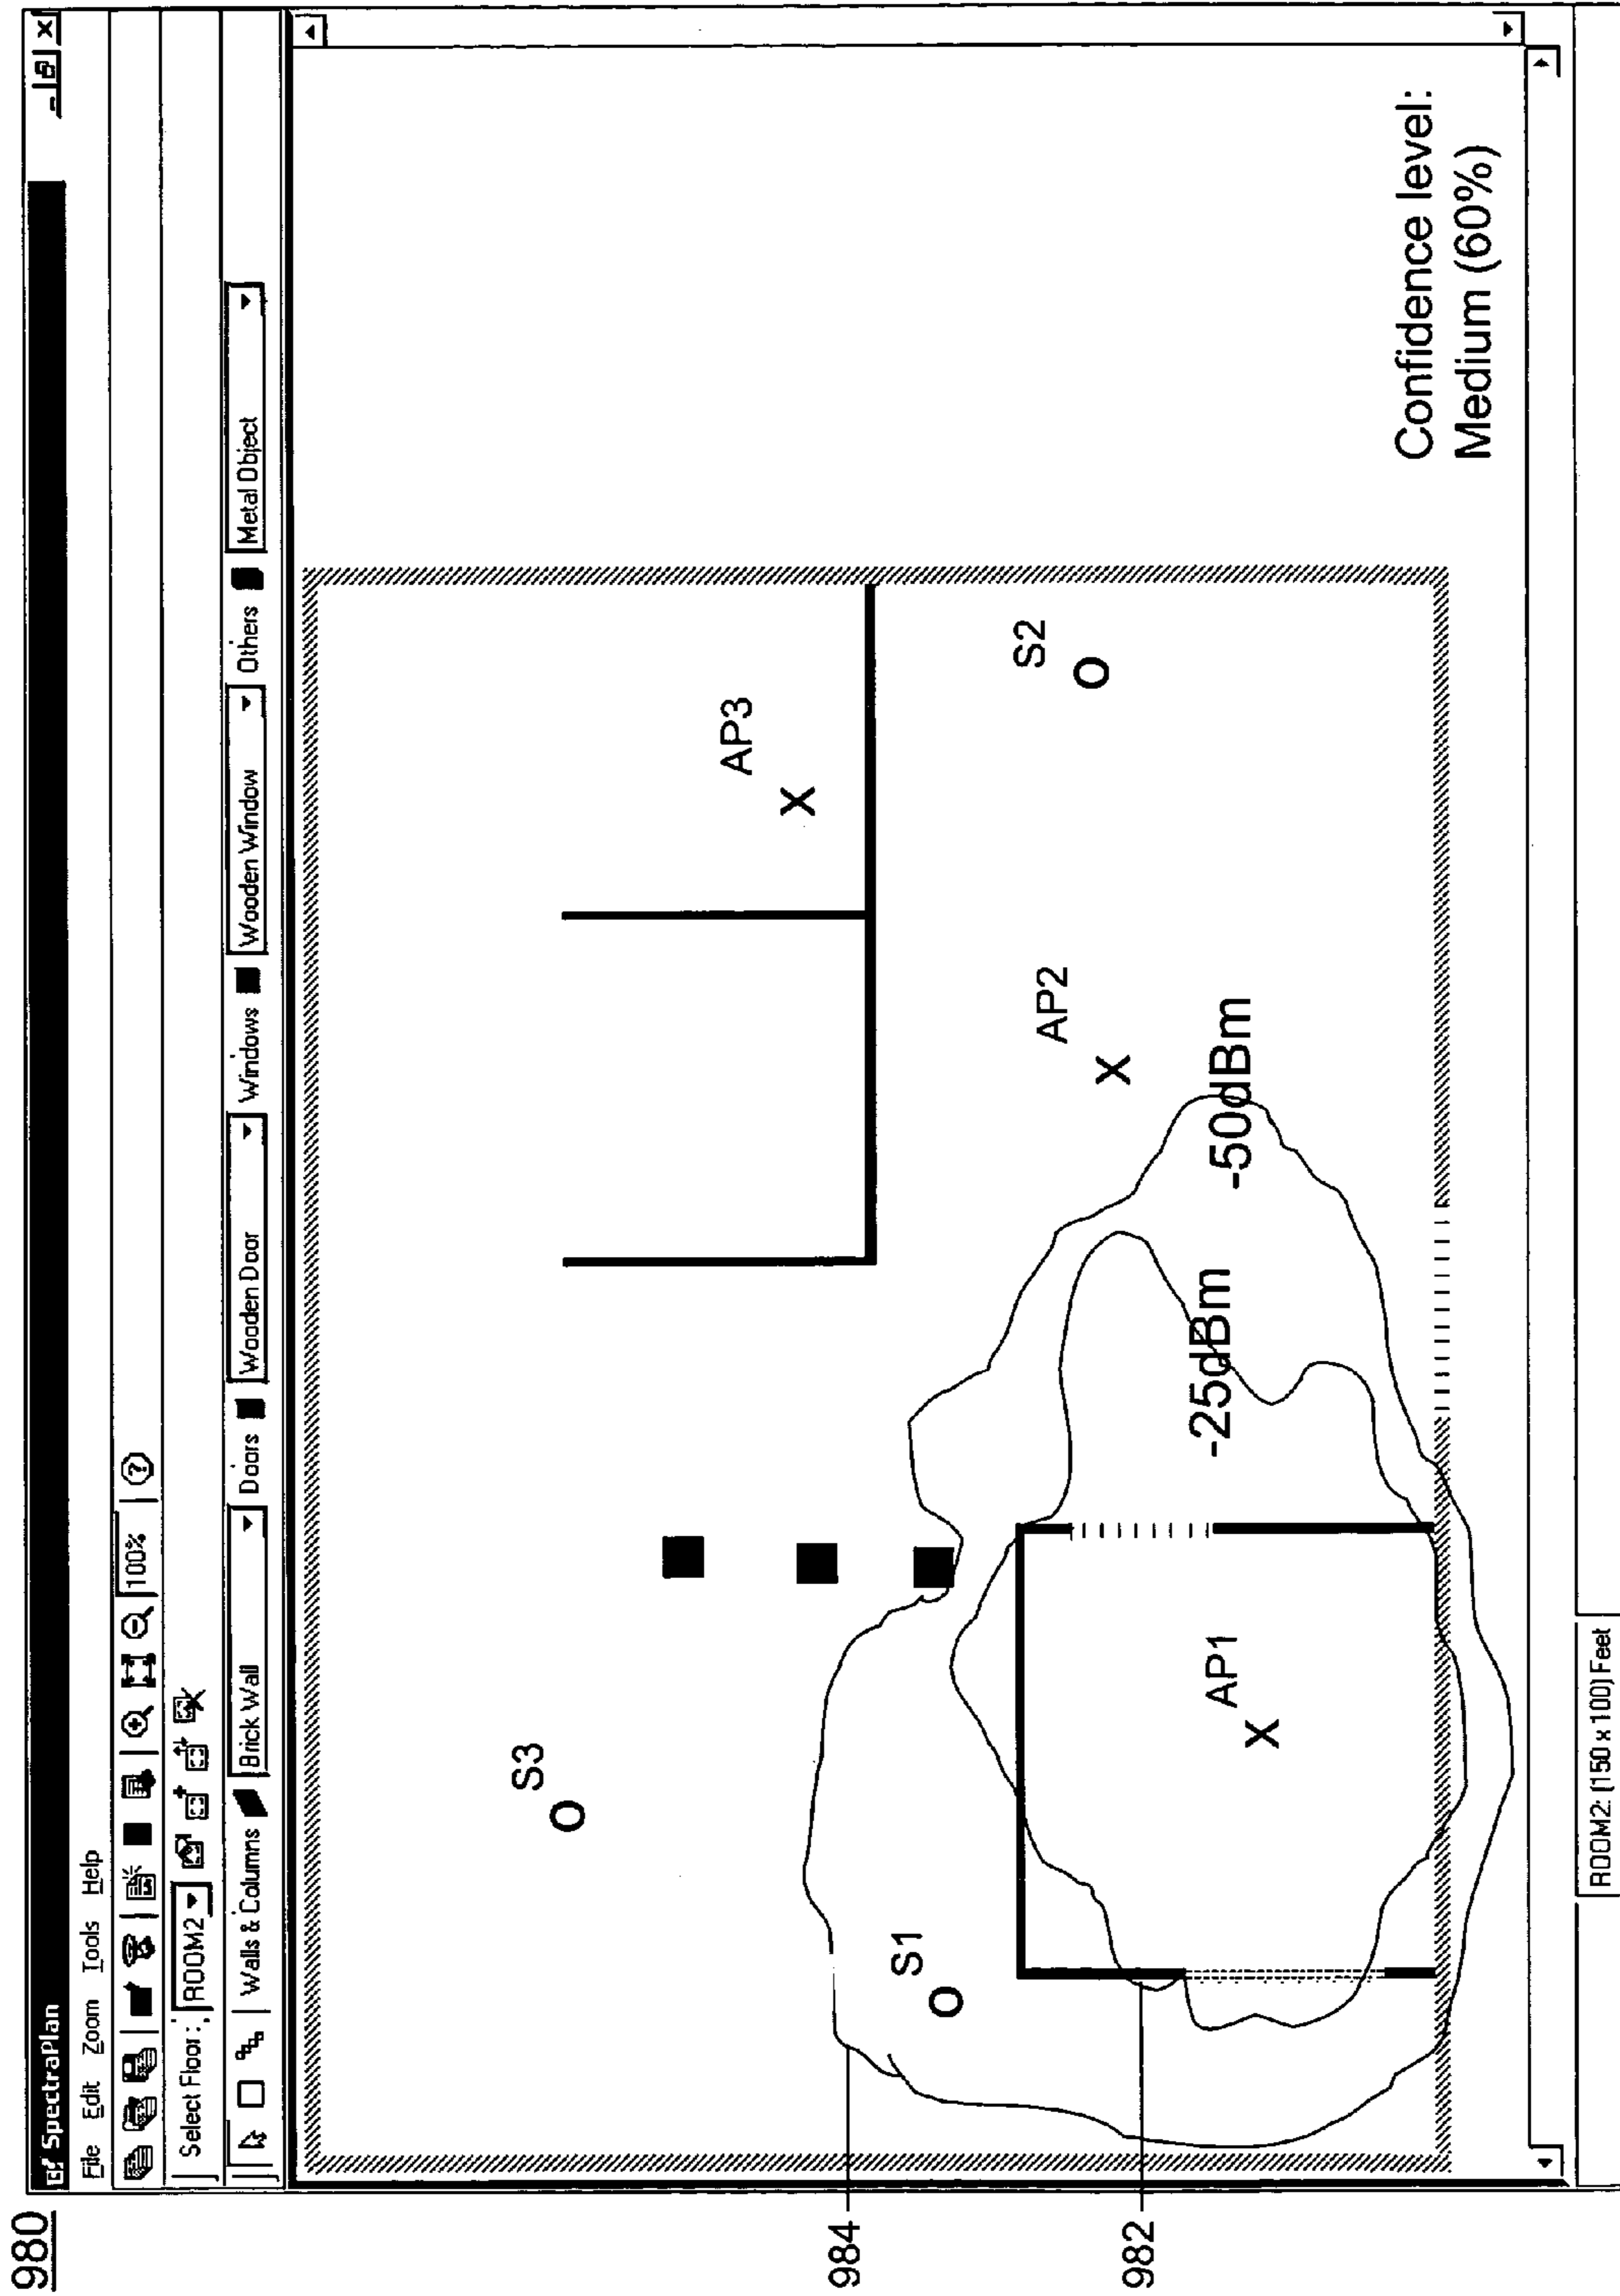 980
SpectraPlan
File Edit Zoom Tools Help
100%
Select Floor: ROOM2
Walls & Columns Brick Wall Doors Wooden Door Windows Wooden Window Others Metal Object
S3
AP3
S1
S2
AP2
984
982
AP1
-25dBm
-50dBm
Confidence level:
Medium (60%)
ROOM2: (150 x 100) Feet